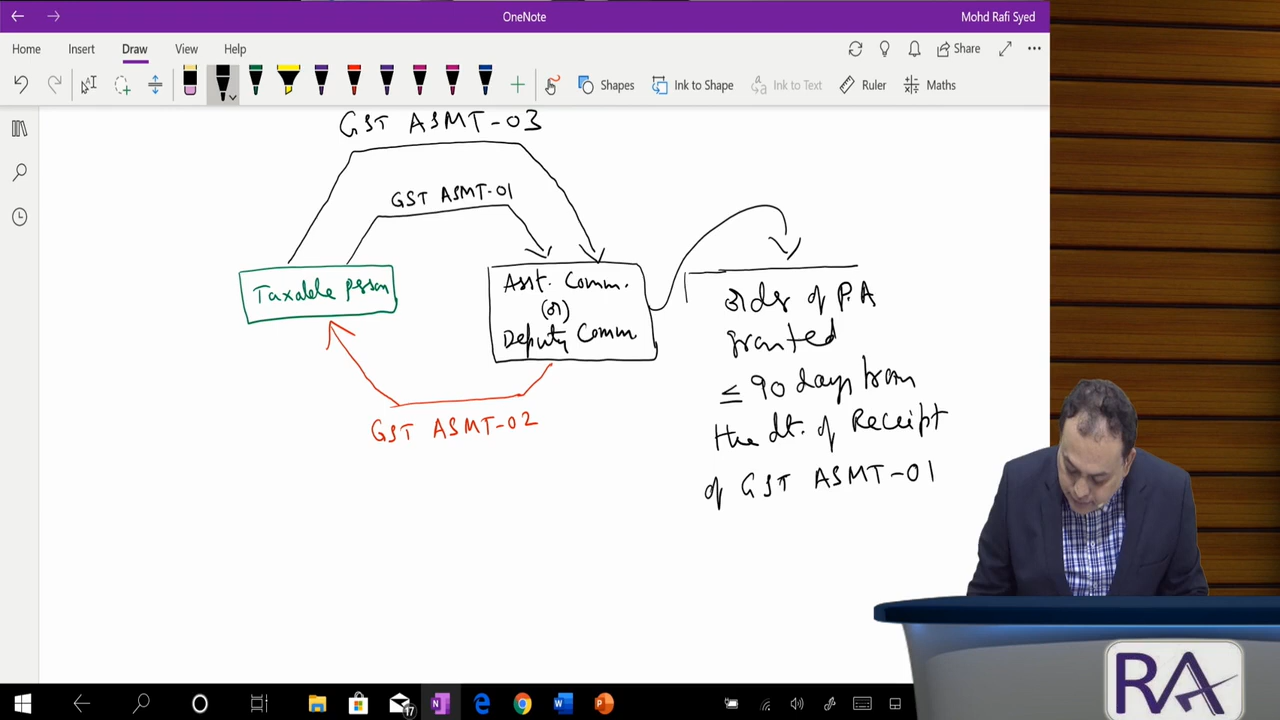 OneNote
Mohd Rafi Syed
Home Insert Draw View Help
Share
Shapes Ink to Shape Ink to Text Ruler Maths
GST ASMT-03
GST ASMT-01
Taxable person
Asst. Comm.
(or)
Deputy Comm.
order of P.A
granted
≤ 90 days from
the dt. of Receipt
of GST ASMT-01
GST ASMT-02
17
RA